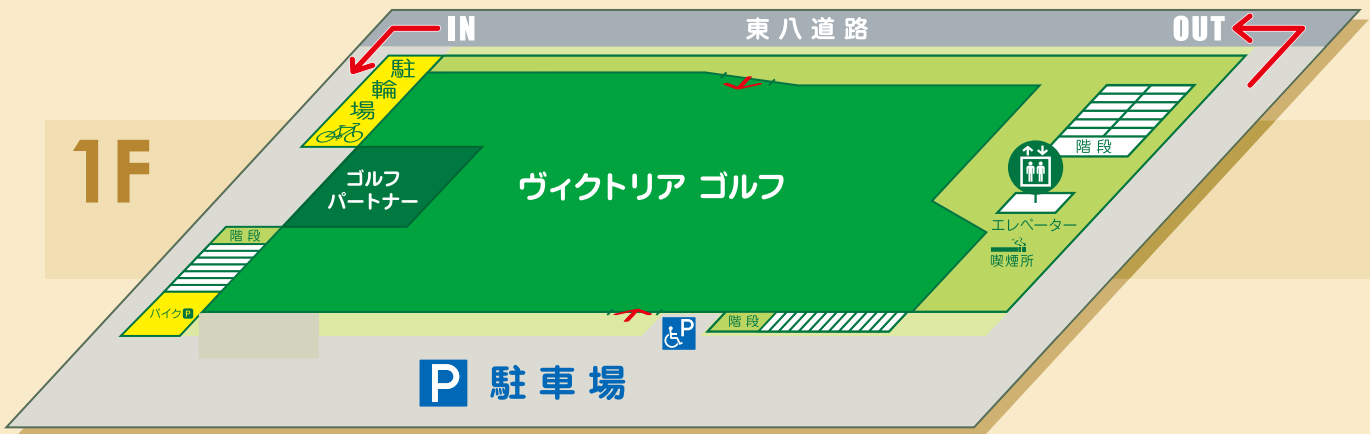 IN
東八道路
OUT
駐輪場
1F
階段
ゴルフ
パートナー
ヴィクトリア ゴルフ
エレベーター
喫煙所
階段
バイクP
階段
P
P 駐車場